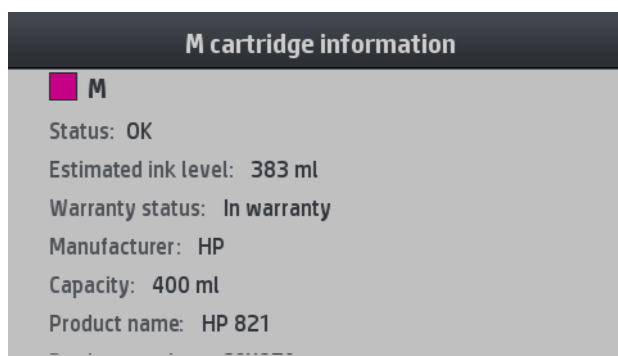 M cartridge information
M
Status: OK
Estimated ink level: 383 ml
Warranty status: In warranty
Manufacturer: HP
Capacity: 400 ml
Product name: HP 821